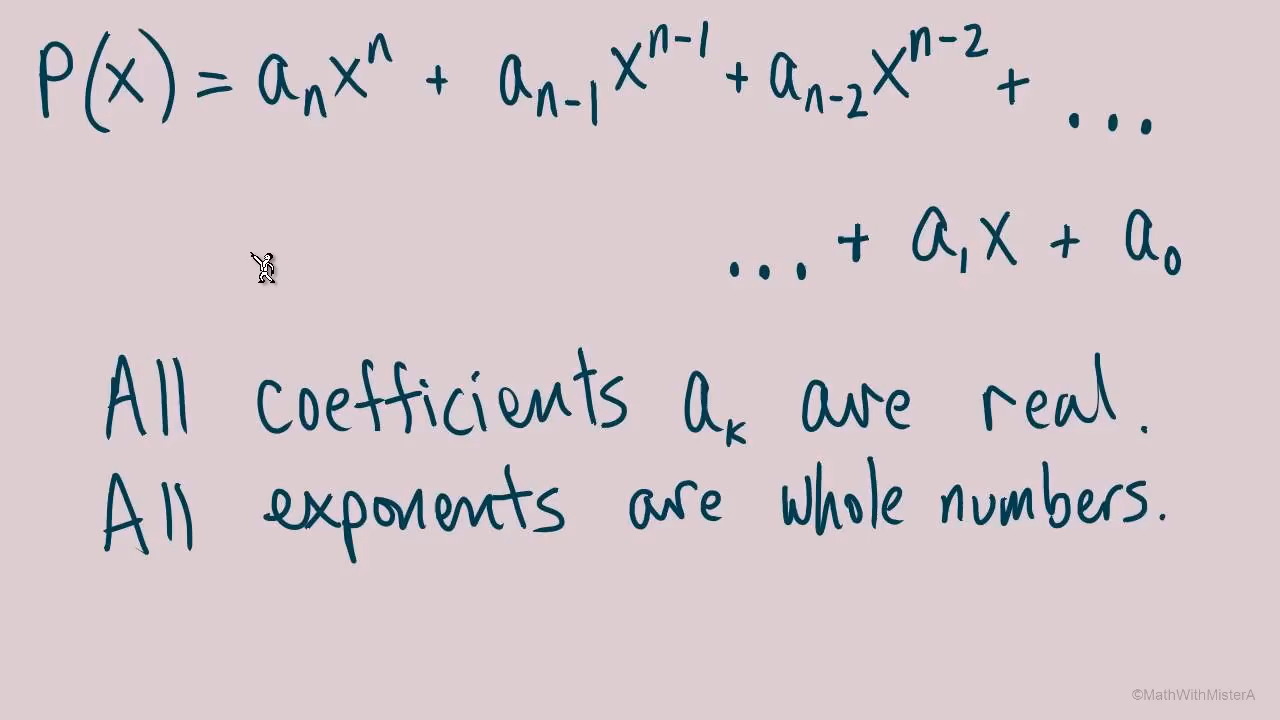 P(x) = aₙxⁿ + aₙ₋₁xⁿ⁻¹ + aₙ₋₂xⁿ⁻² + ...
... + a₁x + a₀
All coefficients aₖ are real.
All exponents are whole numbers.
©MathWithMisterA